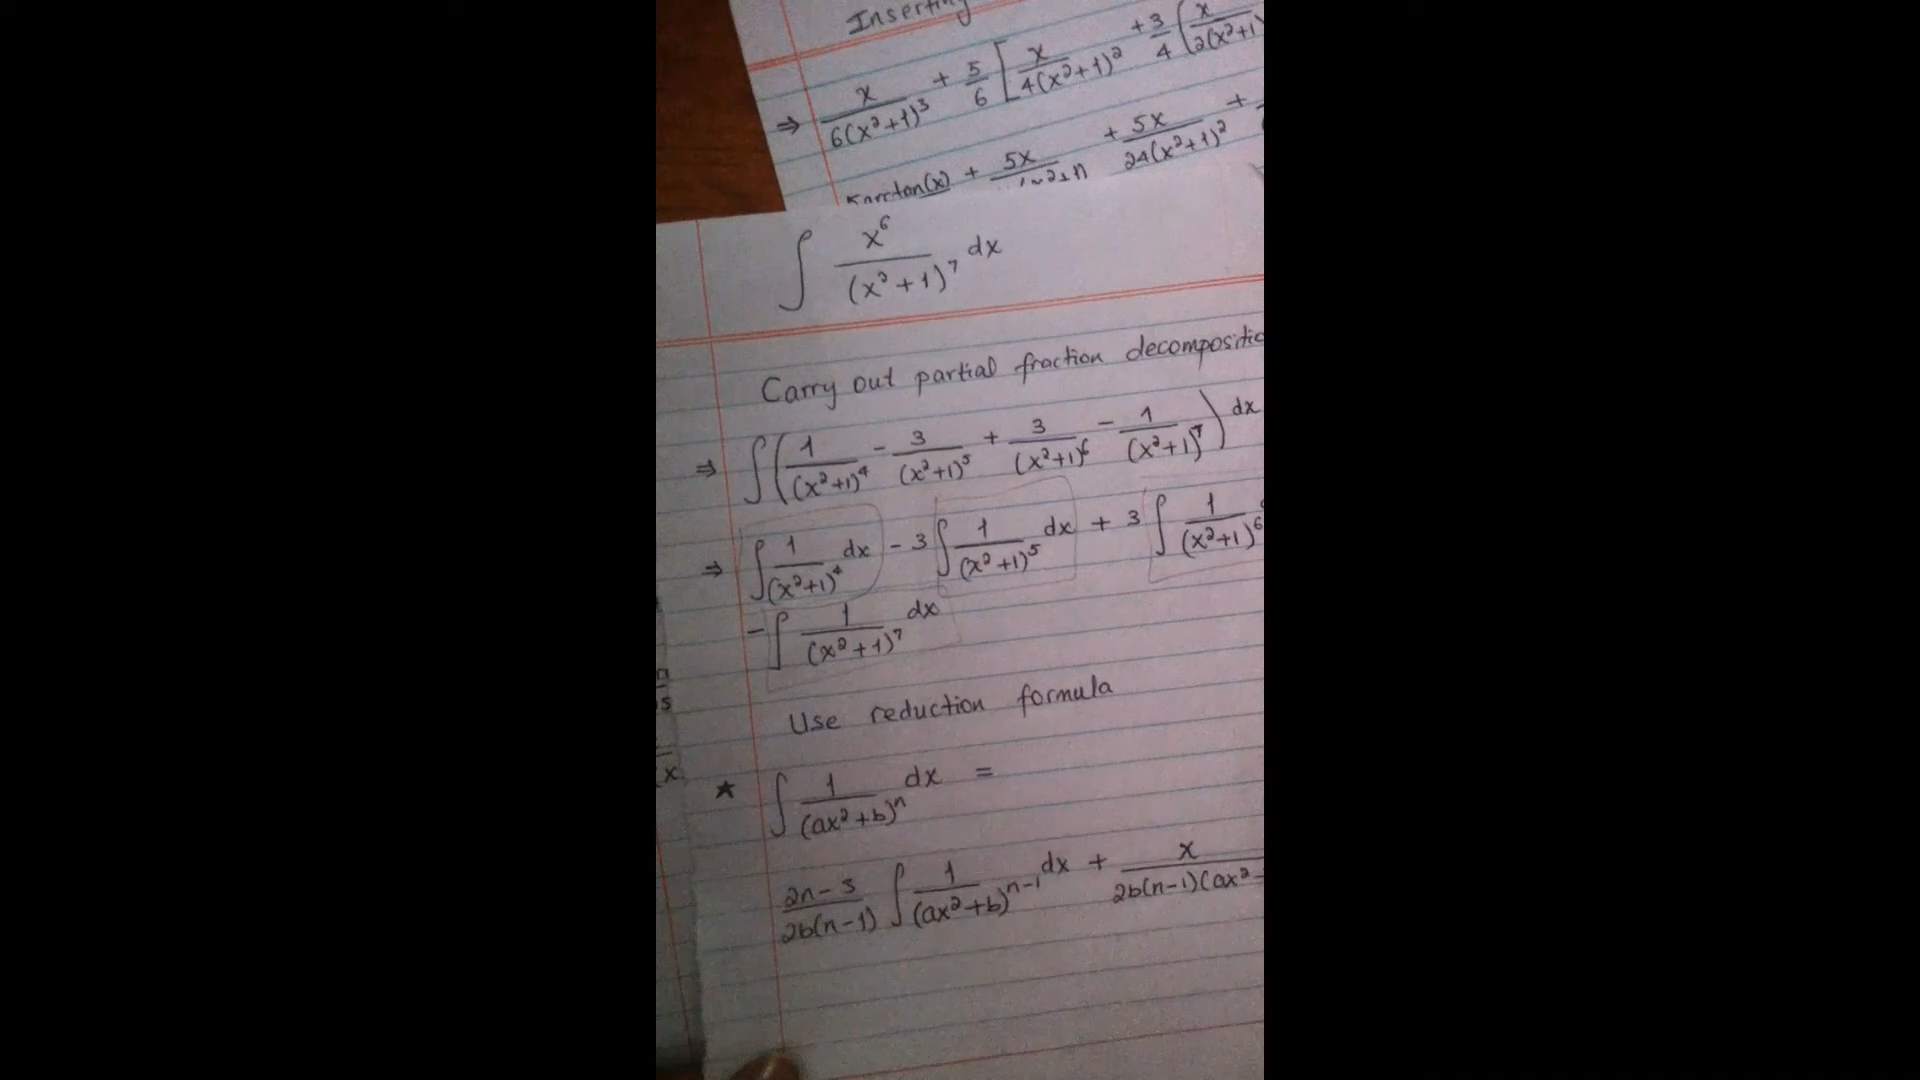 Inserting
⇒ x/6(x²+1)³ + 5/6 [x/4(x²+1)² + 3/4 (x/2(x²+1)
5arctan(x) + 5x/ + 5x/24(x²+1)² +
∫ x⁶/(x²+1)⁷ dx
Carry out partial fraction
⇒ ∫(1/(x²+1)⁴ - 3/(x²+1)⁵ + 3/(x²+1)⁶ - 1/(x²+1)⁷) dx
⇒ ∫ 1/(x²+1)⁴ dx - 3 ∫ 1/(x²+1)⁵ dx + 3 ∫ 1/(x²+1)⁶
- ∫ 1/(x²+1)⁷ dx
Use reduction formula
★ ∫ 1/(ax²+b)ⁿ dx =
2n-3/2b(n-1) ∫ 1/(ax²+b)ⁿ⁻¹ dx + x/2b(n-1)(ax²